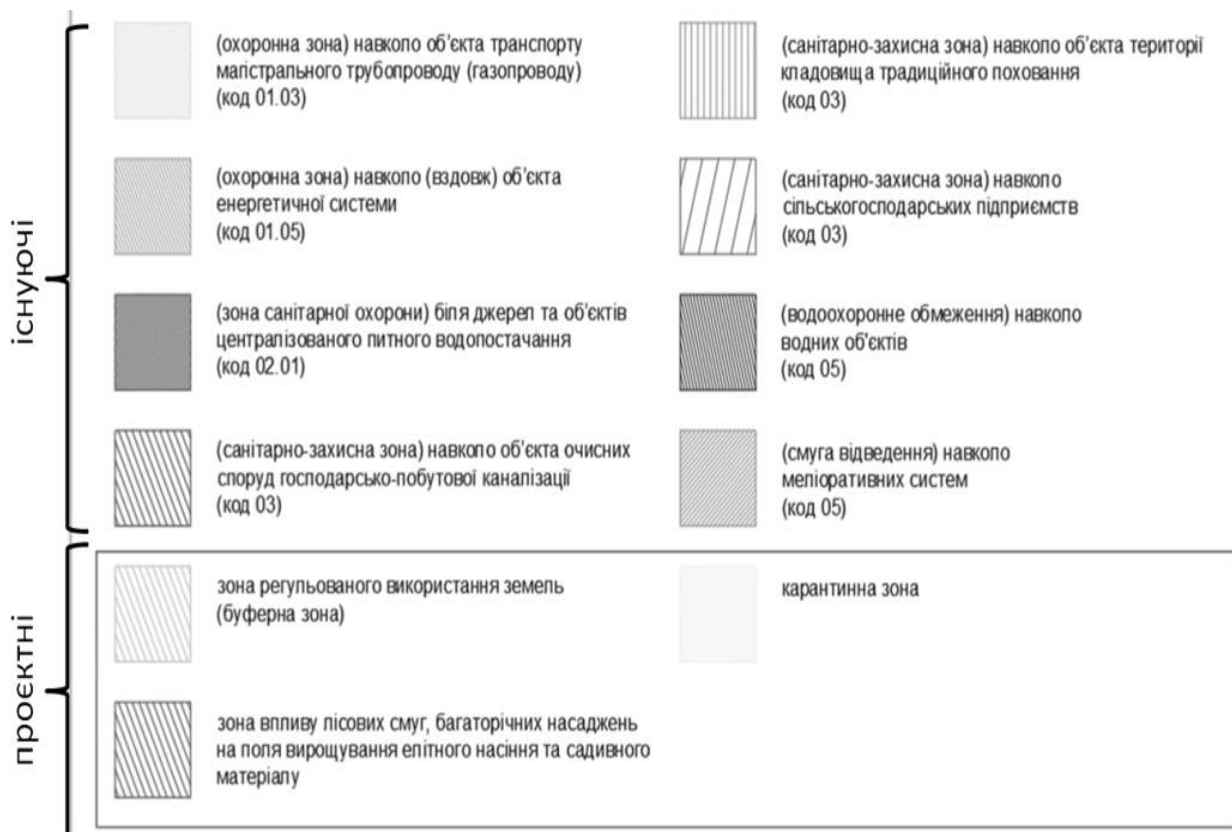 існуючі
(охоронна зона) навколо об'єкта транспорту
магістрального трубопроводу (газопроводу)
(код 01.03)
(охоронна зона) навколо (вздовж) об'єкта
енергетичної системи
(код 01.05)
(зона санітарної охорони) біля джерел та об'єктів
централізованого питного водопостачання
(код 02.01)
(санітарно-захисна зона) навколо об'єкта очисних
споруд господарсько-побутової каналізації
(код 03)
(санітарно-захисна зона) навколо об'єкта території
кладовища традиційного поховання
(код 03)
(санітарно-захисна зона) навколо
сільськогосподарських підприємств
(код 03)
(водоохоронне обмеження) навколо
водних об'єктів
(код 05)
(смуга відведення) навколо
меліоративних систем
(код 05)
проєктні
зона регульованого використання земель
(буферна зона)
зона впливу лісових смуг, багаторічних насаджень
на поля вирощування елітного насіння та садивного
матеріалу
карантинна зона